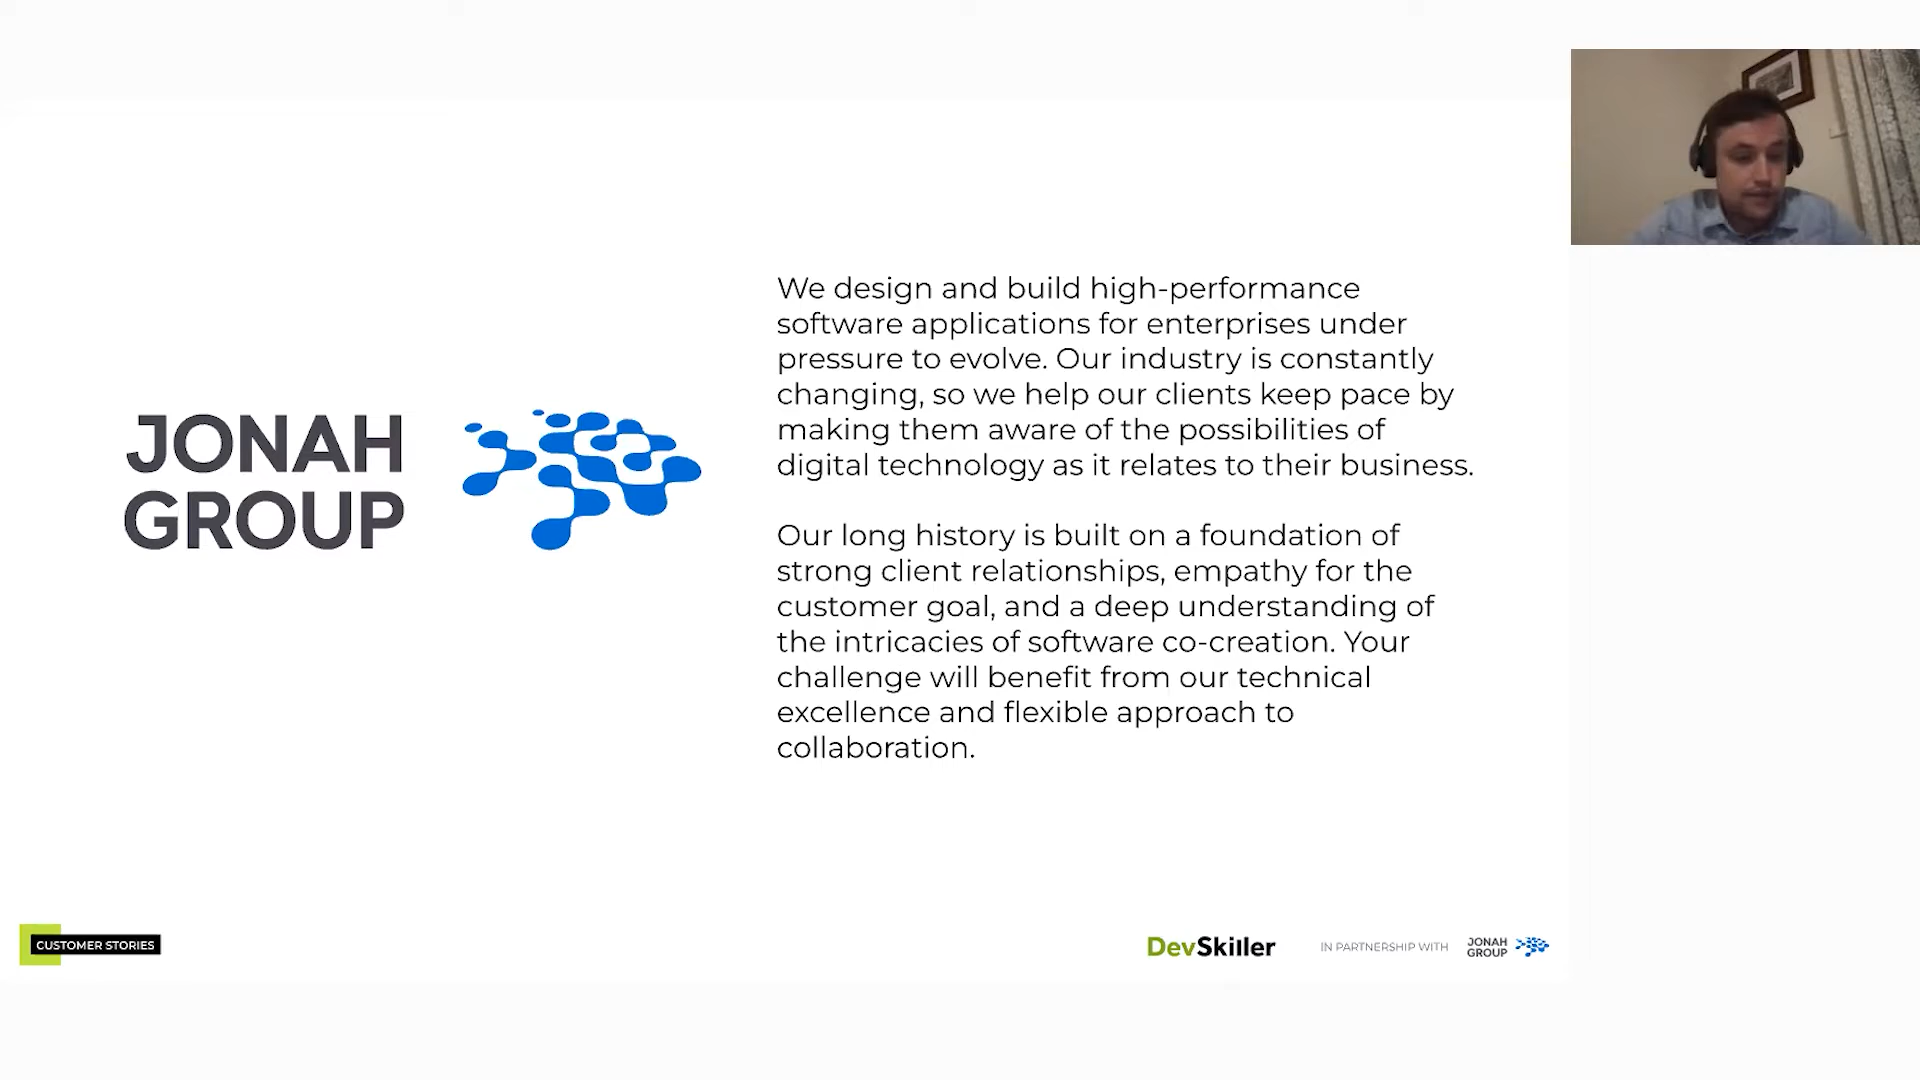 JONAH
GROUP
We design and build high-performance
software applications for enterprises under
pressure to evolve. Our industry is constantly
changing, so we help our clients keep pace by
making them aware of the possibilities of
digital technology as it relates to their business.
Our long history is built on a foundation of
strong client relationships, empathy for the
customer goal, and a deep understanding of
the intricacies of software co-creation. Your
challenge will benefit from our technical
excellence and flexible approach to
collaboration.
CUSTOMER STORIES
DevSkiller
IN PARTNERSHIP WITH
JONAH
GROUP